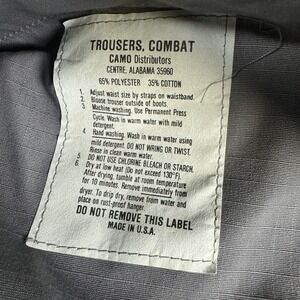 TROUSERS, COMBAT
CAMO Distributors
CENTRE, ALABAMA 35960
65% POLYESTER 35% COTTON
1. Adjust waist size by straps on waistband.
2. Blouse trouser outside of boots.
3. Machine washing. Use Permanent Press
Cycle. Wash in warm water with mild
detergent.
4. Hand washing. Wash in warm water using
mild detergent. DO NOT WRING OR TWIST.
Rinse in clean warm water.
5. DO NOT USE CHLORINE BLEACH OR STARCH.
6. Dry at low heat (Do not exceed 130°F).
After drying, tumble at room temperature
for 10 minutes. Remove immediately from
dryer. To drip dry, remove from water and
place on rust-proof hanger.
DO NOT REMOVE THIS LABEL
MADE IN U.S.A.